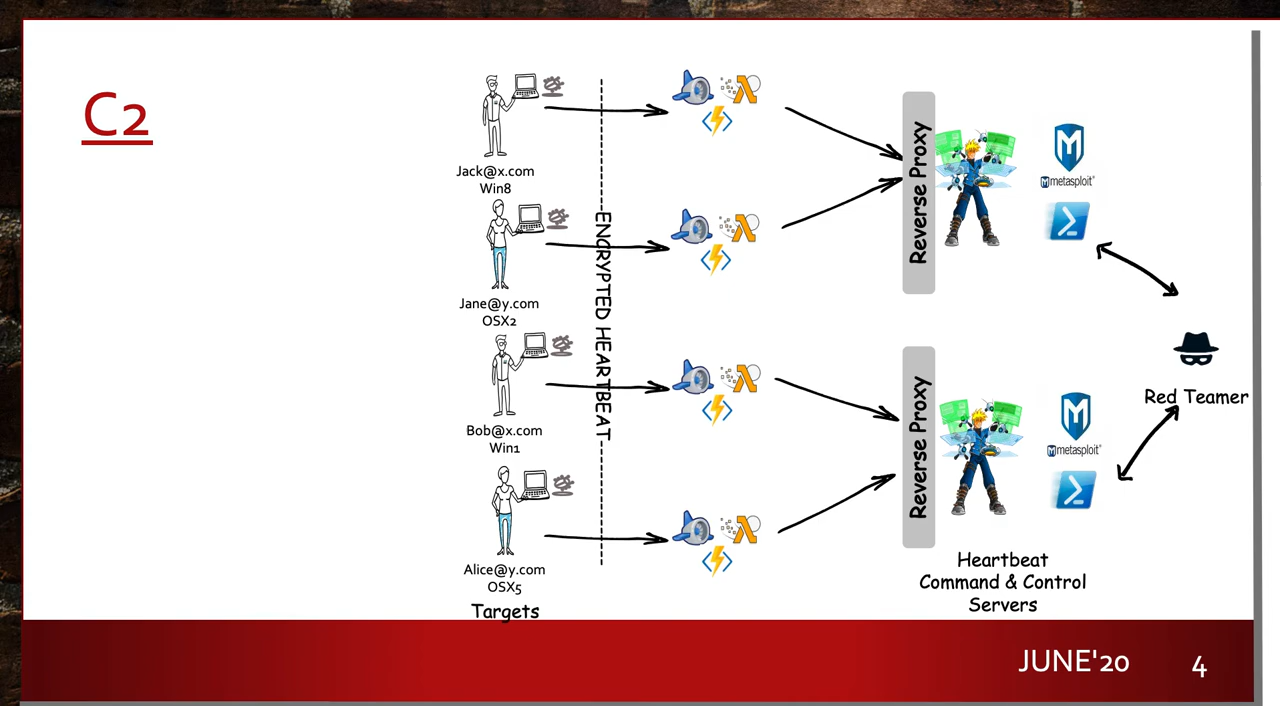 C2
Jack@x.com
Win8
Jane@y.com
OSX2
Bob@x.com
Win1
Alice@y.com
OSX5
Targets
ENCRYPTED HEARTBEAT
Reverse Proxy
M
metasploit®
Reverse Proxy
M
metasploit®
Heartbeat
Command & Control
Servers
Red Teamer
JUNE'20
4